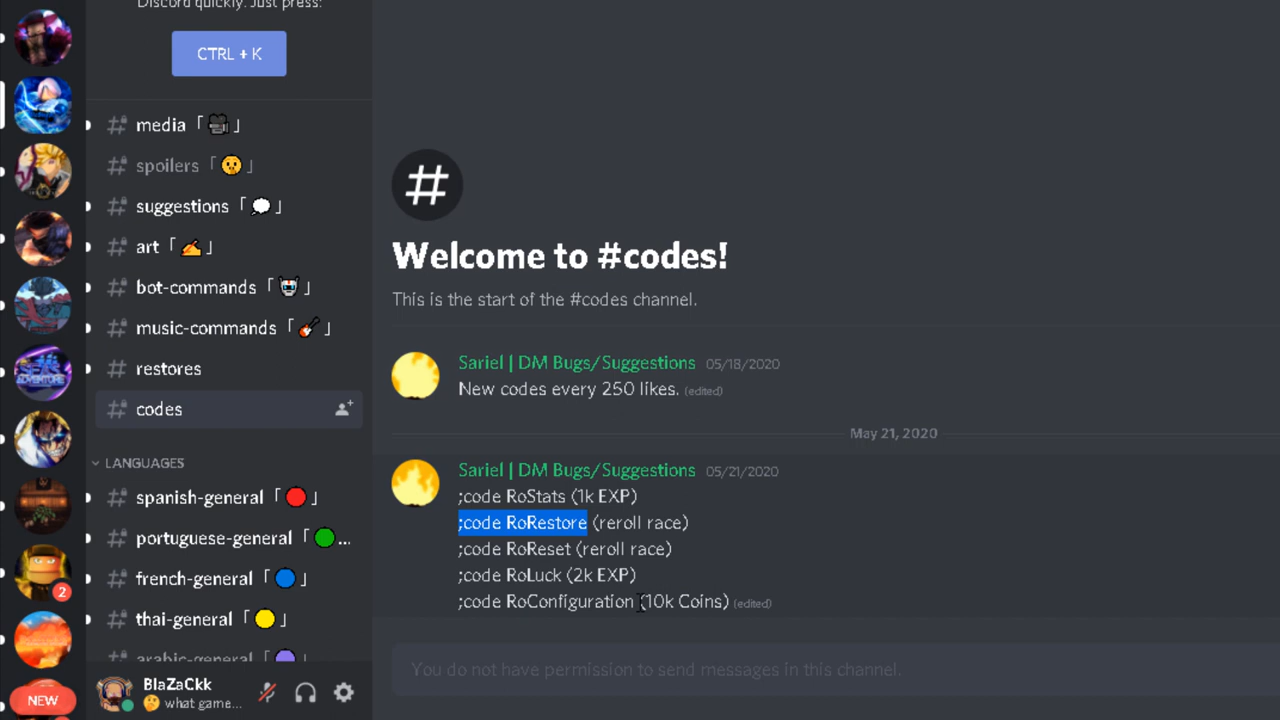 Discord quickly. Just press:
CTRL + K
media「🎥」
spoilers「🤫」
suggestions「💭」
art「✍️」
bot-commands「🤖」
music-commands「🎸」
restores
codes
LANGUAGES
spanish-general「🔴」
portuguese-general「🟢...
french-general「🔵」
thai-general「🟡」
arabic-general「🟣」
2
NEW
BlaZaCkk
🤔 what game...
#
Welcome to #codes!
This is the start of the #codes channel.
Sariel | DM Bugs/Suggestions 05/18/2020
New codes every 250 likes. (edited)
May 21, 2020
Sariel | DM Bugs/Suggestions 05/21/2020
;code RoStats (1k EXP)
;code RoRestore (reroll race)
;code RoReset (reroll race)
;code RoLuck (2k EXP)
;code RoConfiguration (10k Coins) (edited)
You do not have permission to send messages in this channel.